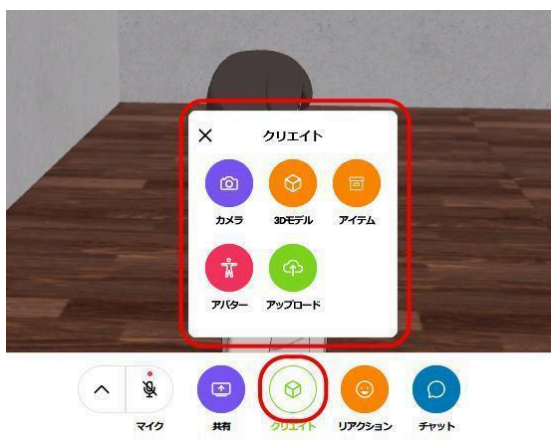 クリエイト
カメラ
3Dモデル
アイテム
アバター
アップロード
マイク
共有
クリエイト
リアクション
チャット